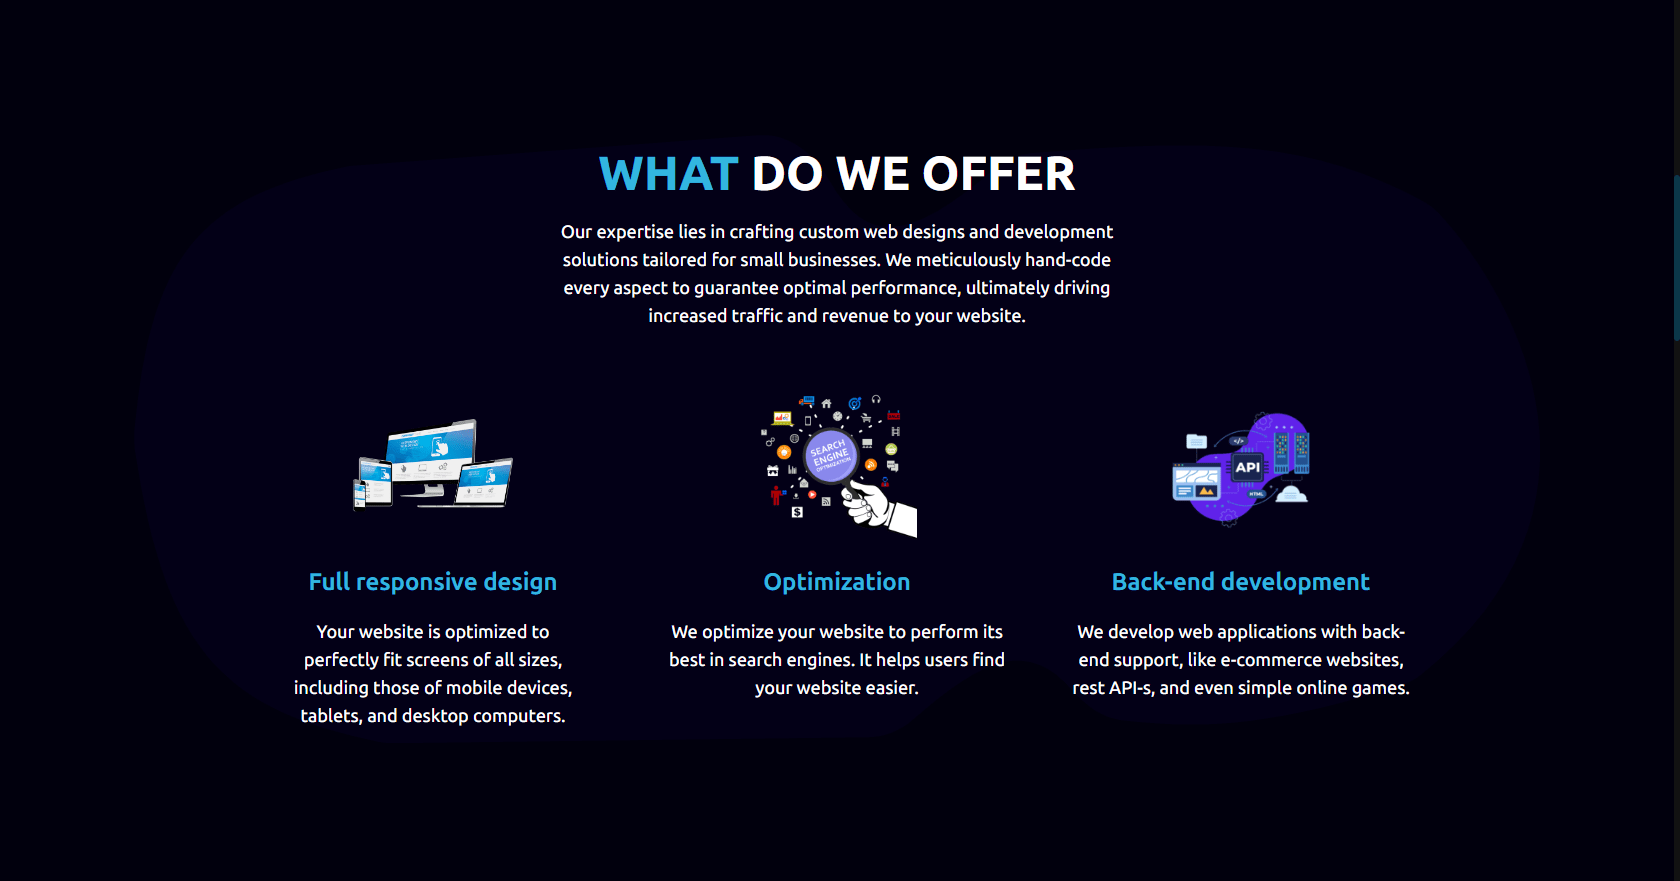 WHAT DO WE OFFER
Our expertise lies in crafting custom web designs and development
solutions tailored for small businesses. We meticulously hand-code
every aspect to guarantee optimal performance, ultimately driving
increased traffic and revenue to your website.
SEARCH
ENGINE
OPTIMIZATION
</>
API
HTML
$
Full responsive design
Optimization
Back-end development
Your website is optimized to
perfectly fit screens of all sizes,
including those of mobile devices,
tablets, and desktop computers.
We optimize your website to perform its
best in search engines. It helps users find
your website easier.
We develop web applications with back-
end support, like e-commerce websites,
rest API-s, and even simple online games.